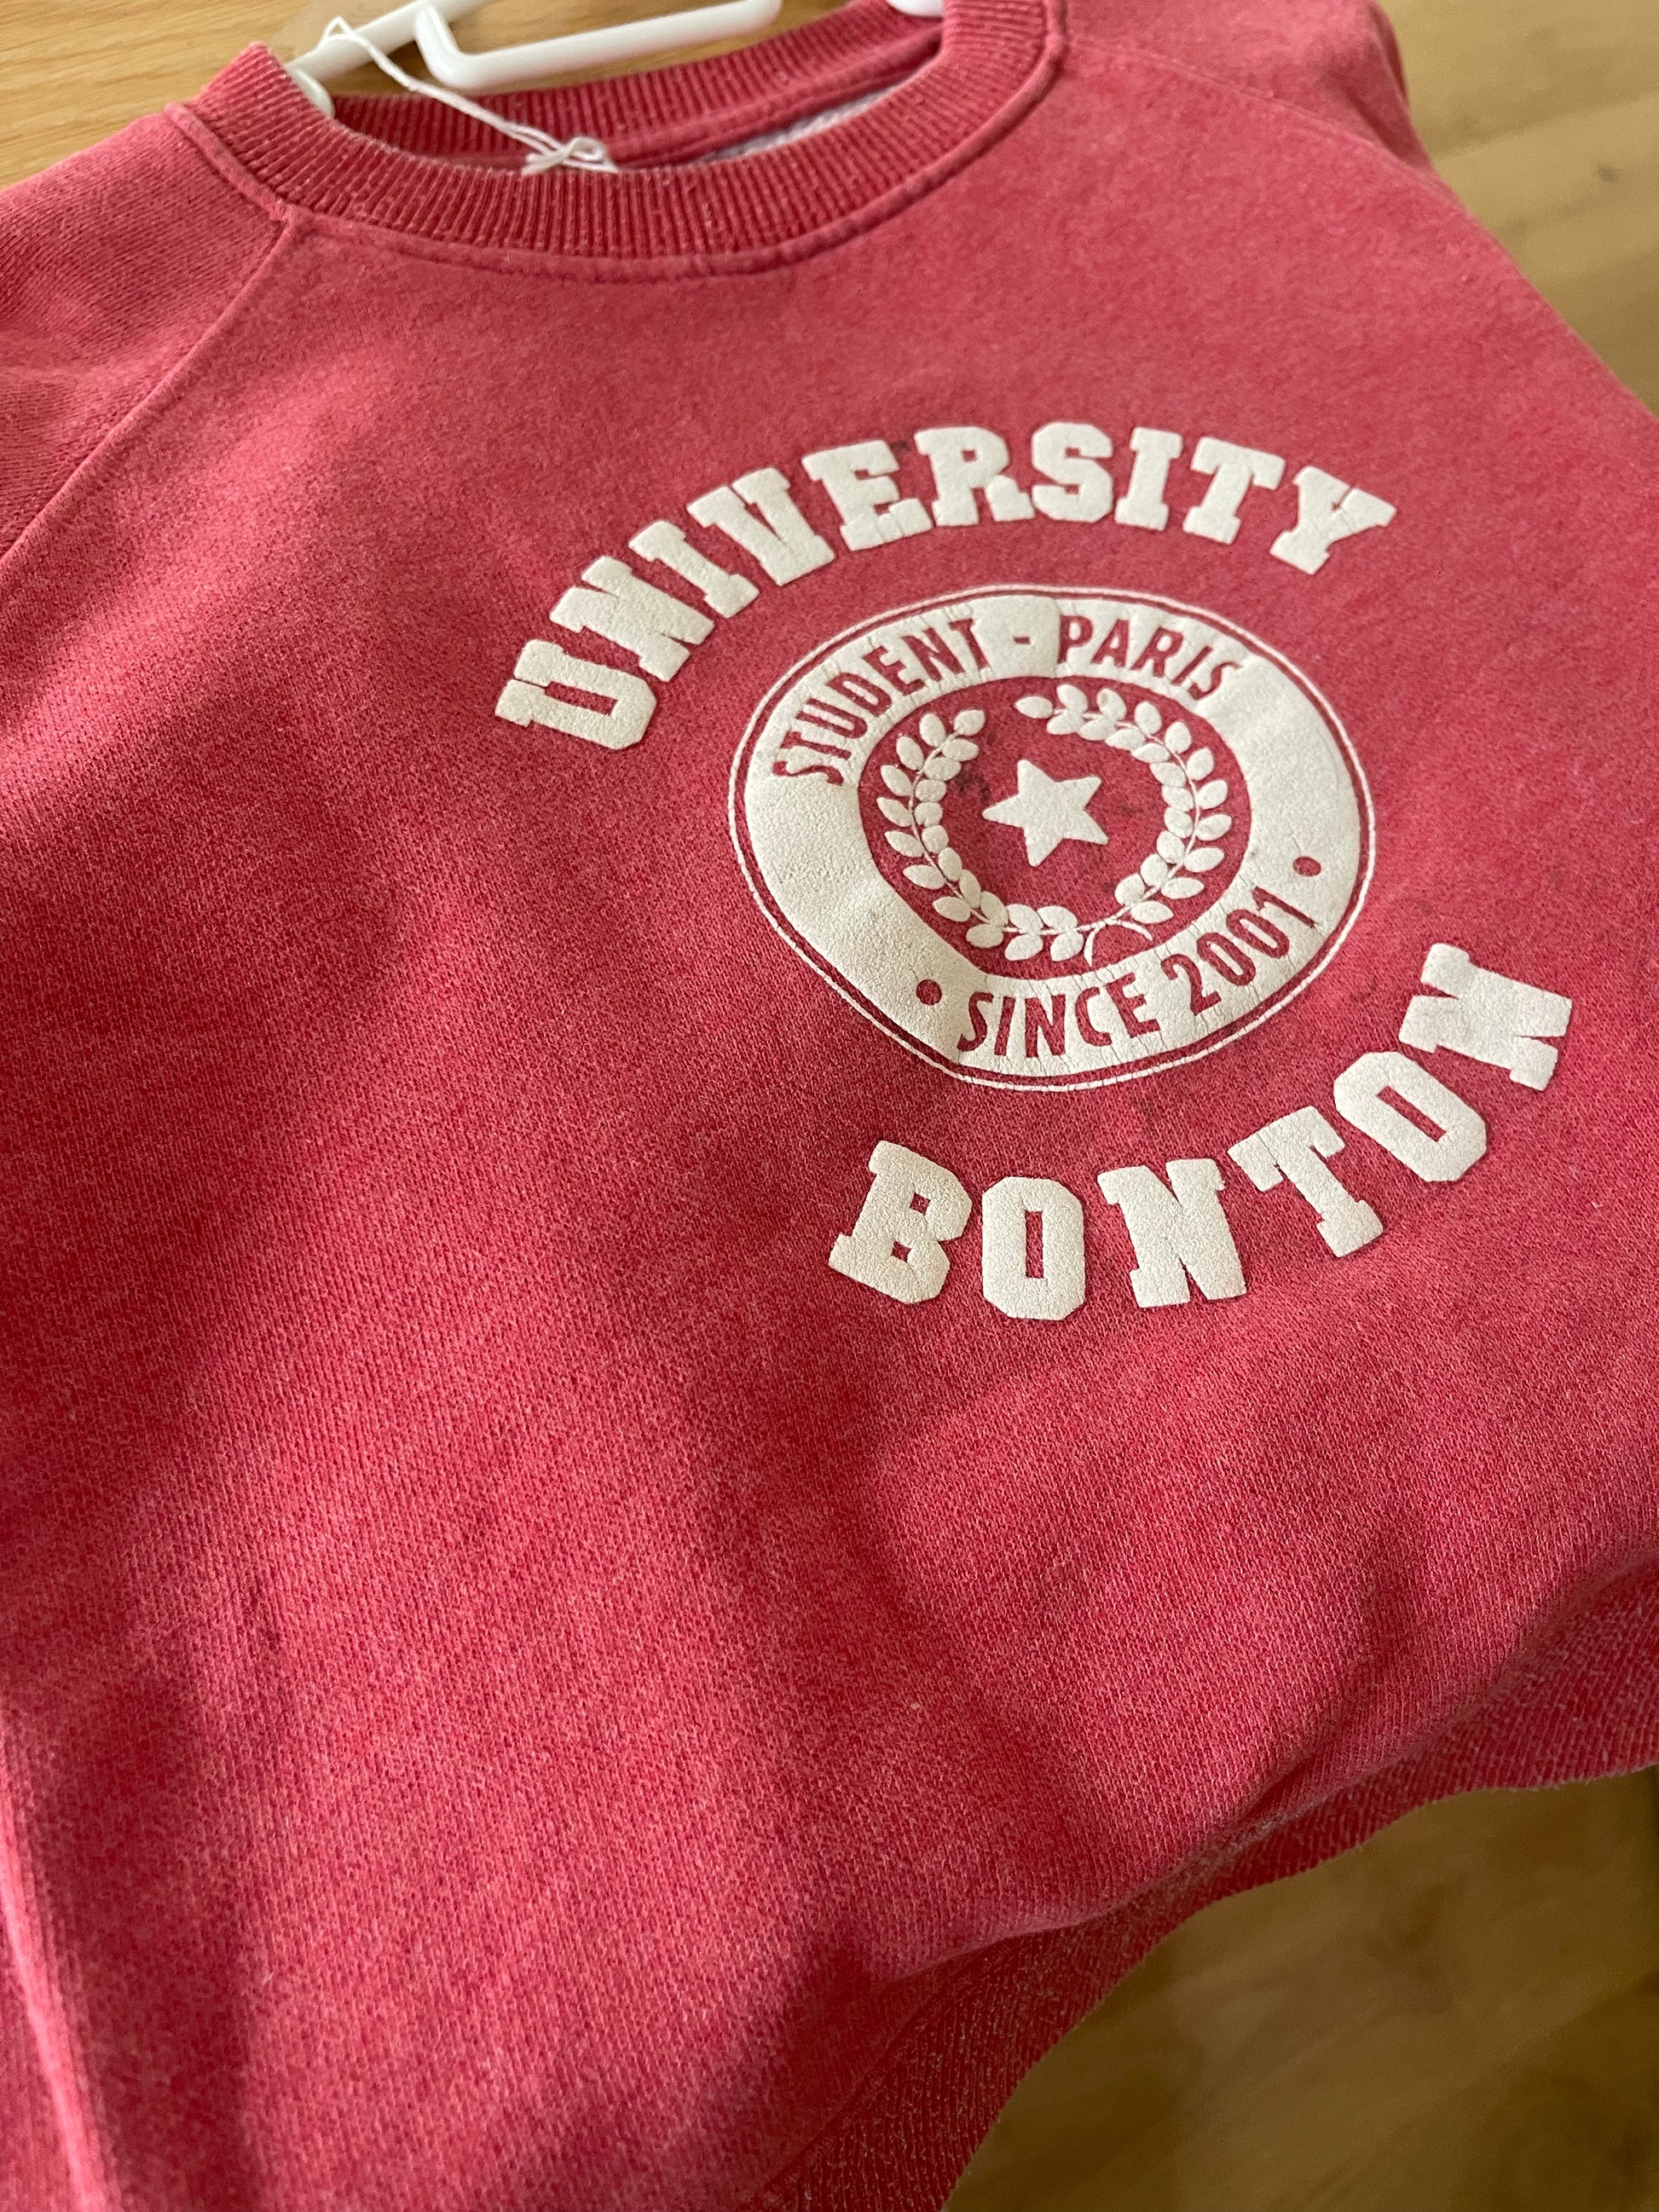 UNIVERSITY
STUDENT - PARIS
• SINCE 2001 •
BONTON